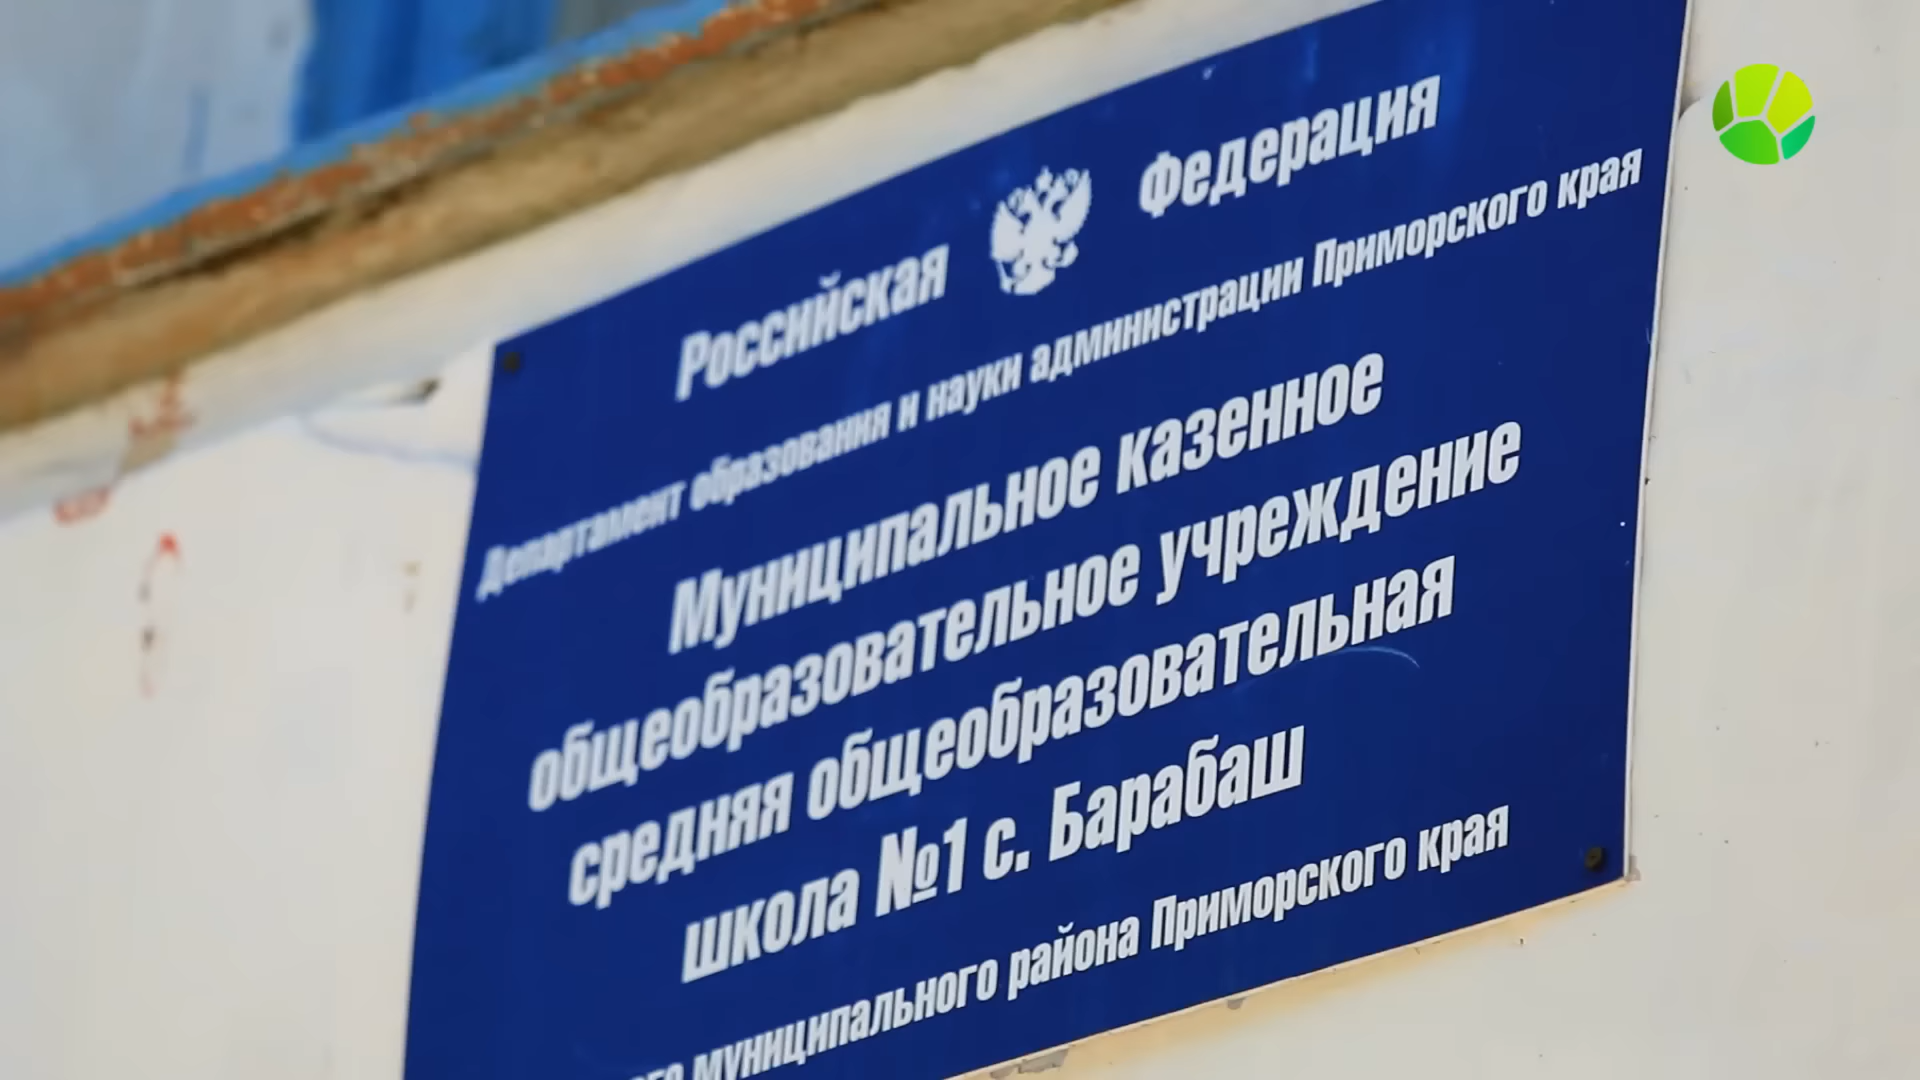 Российская Федерация
Департамент образования и науки администрации Приморского края
Муниципальное казенное
общеобразовательное учреждение
средняя общеобразовательная
школа №1 с. Барабаш
муниципального района Приморского края